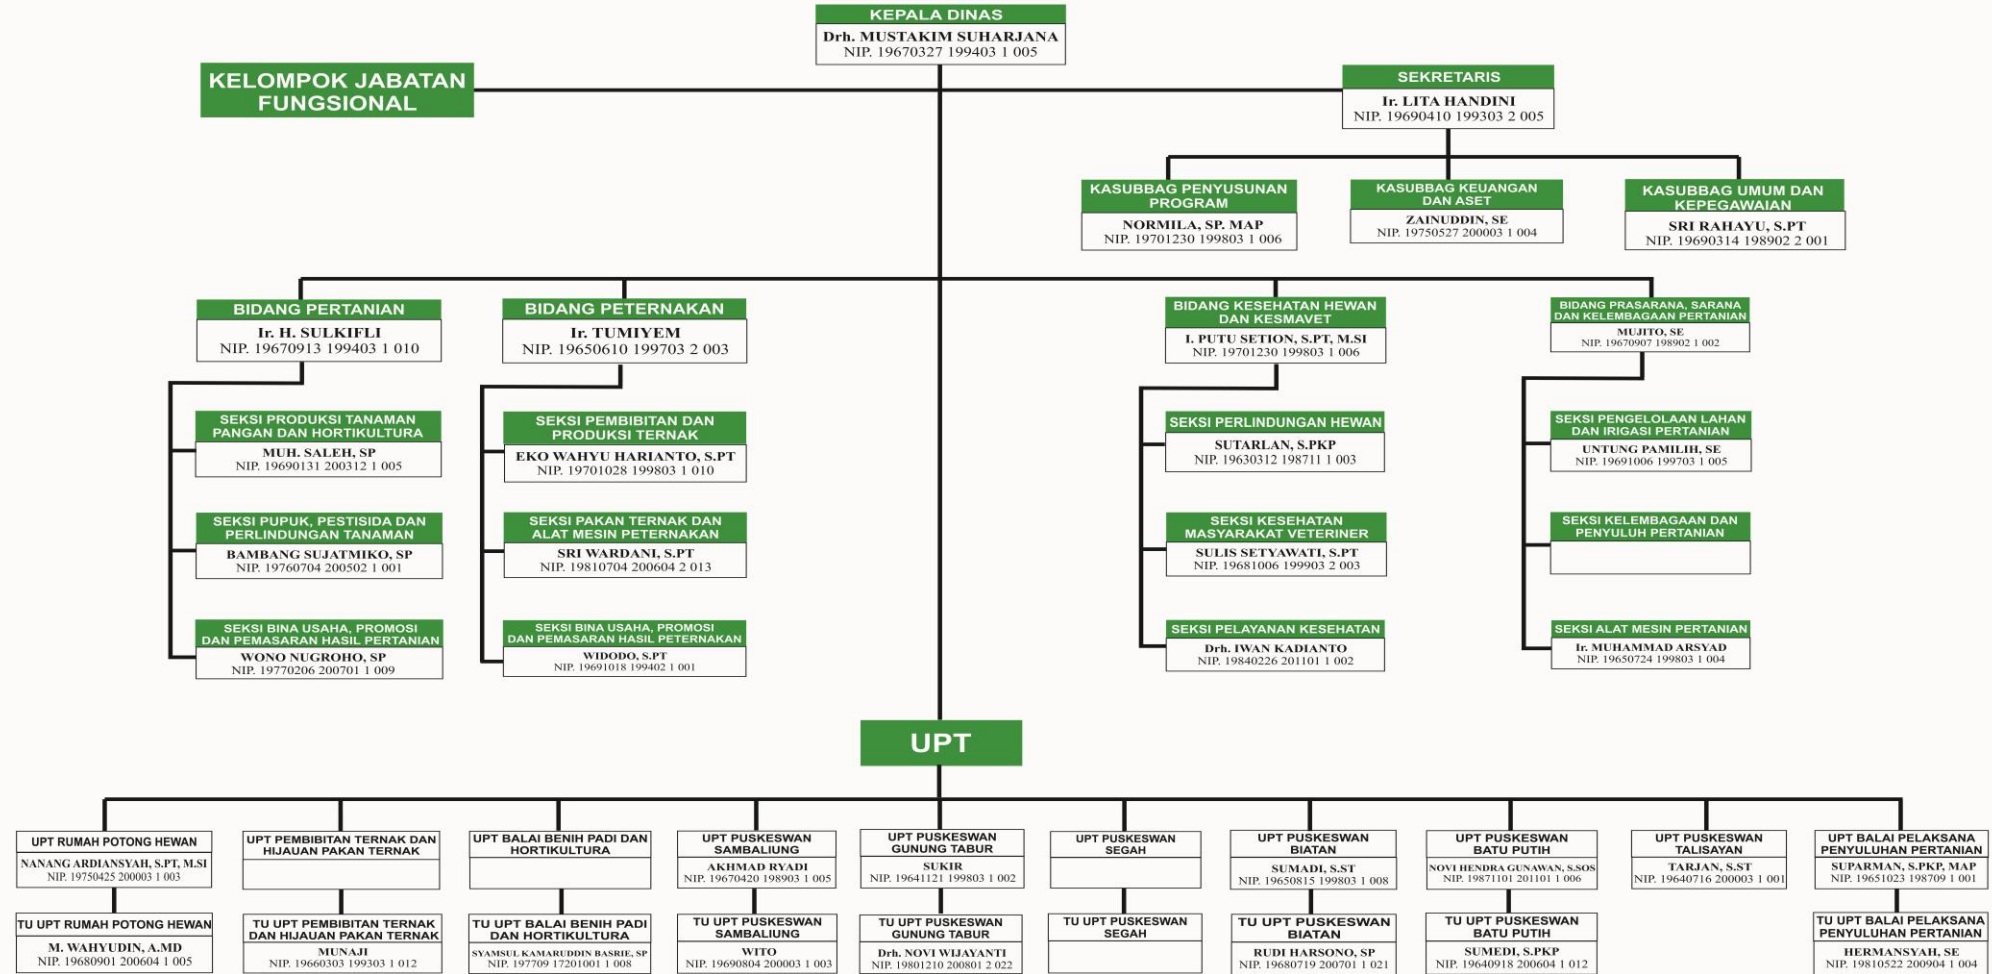 KEPALA DINAS
Drh. MUSTAKIM SUHARJANA
NIP. 19670327 199403 1 005
KELOMPOK JABATAN
FUNGSIONAL
SEKRETARIS
Ir. LITA HANDINI
NIP. 19690410 199303 2 005
KASUBBAG PENYUSUNAN
PROGRAM
NORMILA, SP. MAP
NIP. 19701230 199803 1 006
KASUBBAG KEUANGAN
DAN ASET
ZAINUDDIN, SE
NIP. 19750527 200003 1 004
KASUBBAG UMUM DAN
KEPEGAWAIAN
SRI RAHAYU, S.PT
NIP. 19690314 198902 2 001
BIDANG PERTANIAN
Ir. H. SULKIFLI
NIP. 19670913 199403 1 010
SEKSI PRODUKSI TANAMAN
PANGAN DAN HORTIKULTURA
MUH. SALEH, SP
NIP. 19690131 200312 1 005
SEKSI PUPUK, PESTISIDA DAN
PERLINDUNGAN TANAMAN
BAMBANG SUJATMIKO, SP
NIP. 19760704 200502 1 001
SEKSI BINA USAHA, PROMOSI
DAN PEMASARAN HASIL PERTANIAN
WONO NUGROHO, SP
NIP. 19770206 200701 1 009
BIDANG PETERNAKAN
Ir. TUMIYEM
NIP. 19650610 199703 2 003
SEKSI PEMBIBITAN DAN
PRODUKSI TERNAK
EKO WAHYU HARIANTO, S.PT
NIP. 19701028 199803 1 010
SEKSI PAKAN TERNAK DAN
ALAT MESIN PETERNAKAN
SRI WARDANI, S.PT
NIP. 19810704 200604 2 013
SEKSI BINA USAHA, PROMOSI
DAN PEMASARAN HASIL PETERNAKAN
WIDODO, S.PT
NIP. 19691018 199402 1 001
BIDANG KESEHATAN HEWAN
DAN KESMAVET
I. PUTU SETION, S.PT, M.SI
NIP. 19701230 199803 1 006
SEKSI PERLINDUNGAN HEWAN
SUTARLAN, S.PKP
NIP. 19630312 198711 1 003
SEKSI KESEHATAN
MASYARAKAT VETERINER
SULIS SETYAWATI, S.PT
NIP. 19681006 199903 2 003
SEKSI PELAYANAN KESEHATAN
Drh. IWAN KADIANTO
NIP. 19840226 201101 1 002
BIDANG PRASARANA, SARANA
DAN KELEMBAGAAN PERTANIAN
MUJITO, SE
NIP. 19670907 198902 1 002
SEKSI PENGELOLAAN LAHAN
DAN IRIGASI PERTANIAN
UNTUNG PAMILIH, SE
NIP. 19691006 199703 1 005
SEKSI KELEMBAGAAN DAN
PENYULUH PERTANIAN
SEKSI ALAT MESIN PERTANIAN
Ir. MUHAMMAD ARSYAD
NIP. 19650724 199803 1 004
UPT
UPT RUMAH POTONG HEWAN
NANANG ARDIANSYAH, S.PT, M.SI
NIP. 19750425 200003 1 003
UPT PEMBIBITAN TERNAK DAN
HIJAUAN PAKAN TERNAK
UPT BALAI BENIH PADI DAN
HORTIKULTURA
UPT PUSKESWAN
SAMBALIUNG
AKHMAD RYADI
NIP. 19670420 198903 1 005
UPT PUSKESWAN
GUNUNG TABUR
SUKIR
NIP. 19641121 199803 1 002
UPT PUSKESWAN
SEGAH
UPT PUSKESWAN
BIATAN
SUMADI, S.ST
NIP. 19650815 199803 1 008
UPT PUSKESWAN
BATU PUTIH
NOVI HENDRA GUNAWAN, S.SOS
NIP. 19871101 201101 1 006
UPT PUSKESWAN
TALISAYAN
TARJAN, S.ST
NIP. 19640716 200003 1 001
UPT BALAI PELAKSANA
PENYULUHAN PERTANIAN
SUPARMAN, S.PKP, MAP
NIP. 19651023 198709 1 001
TU UPT RUMAH POTONG HEWAN
M. WAHYUDIN, A.MD
NIP. 19680901 200604 1 005
TU UPT PEMBIBITAN TERNAK
DAN HIJAUAN PAKAN TERNAK
MUNAJI
NIP. 19660303 199303 1 012
TU UPT BALAI BENIH PADI
DAN HORTIKULTURA
SYAMSUL KAMARUDDIN BASRIE, SP
NIP. 197709 17201001 1 008
TU UPT PUSKESWAN
SAMBALIUNG
WITO
NIP. 19690804 200003 1 003
TU UPT PUSKESWAN
GUNUNG TABUR
Drh. NOVI WIJAYANTI
NIP. 19801210 200801 2 022
TU UPT PUSKESWAN
SEGAH
TU UPT PUSKESWAN
BIATAN
RUDI HARSONO, SP
NIP. 19680719 200701 1 021
TU UPT PUSKESWAN
BATU PUTIH
SUMEDI, S.PKP
NIP. 19640918 200604 1 012
TU UPT BALAI PELAKSANA
PENYULUHAN PERTANIAN
HERMANSYAH, SE
NIP. 19810522 200904 1 004